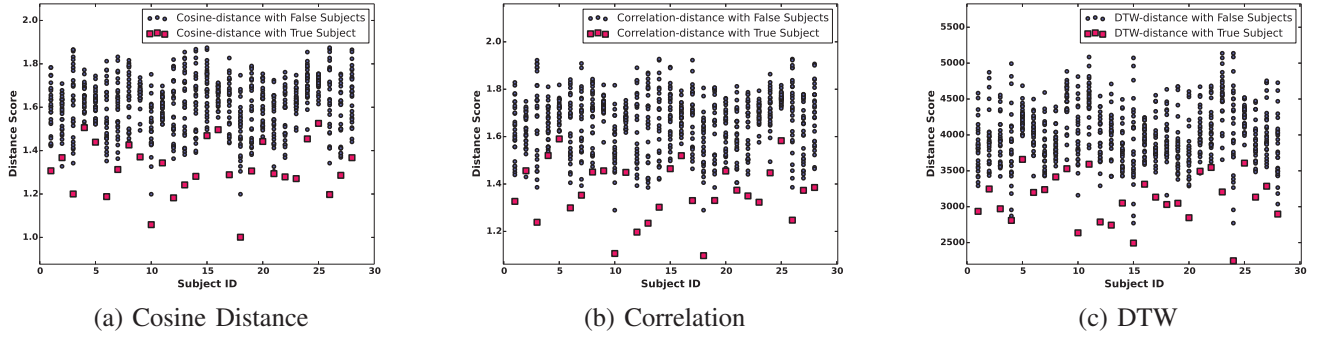 Cosine-distance with False Subjects
Cosine-distance with True Subject
2.0
1.8
1.6
1.4
1.2
1.0
Distance Score
0 5 10 15 20 25 30
Subject ID
(a) Cosine Distance
Correlation-distance with False Subjects
Correlation-distance with True Subject
2.0
1.8
1.6
1.4
1.2
Distance Score
0 5 10 15 20 25 30
Subject ID
(b) Correlation
DTW-distance with False Subjects
DTW-distance with True Subject
5500
5000
4500
4000
3500
3000
2500
Distance Score
0 5 10 15 20 25 30
Subject ID
(c) DTW